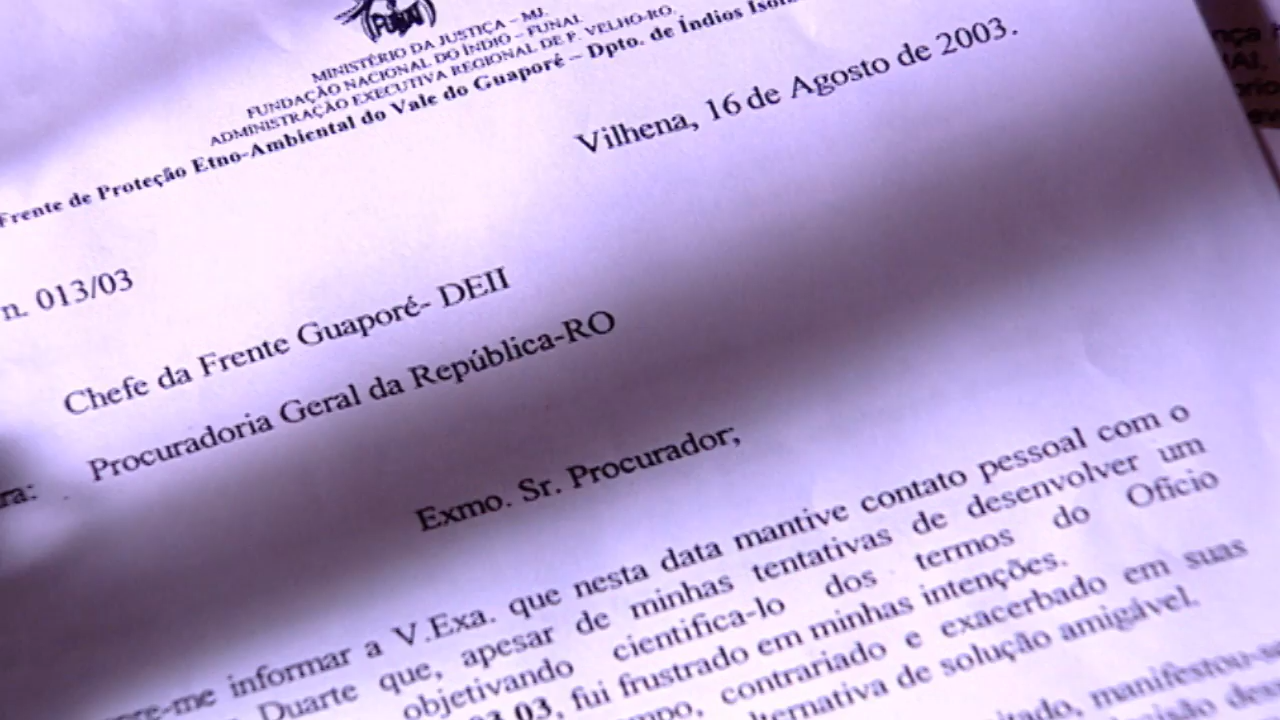 FUNAI
MINISTÉRIO DA JUSTIÇA – MJ.
FUNDAÇÃO NACIONAL DO ÍNDIO – FUNAI.
ADMINISTRAÇÃO EXECUTIVA REGIONAL DE P. VELHO-RO.
Frente de Proteção Etno-Ambiental do Vale do Guaporé – Dpto. de Índios
Vilhena, 16 de Agosto de 2003.
n. 013/03
Chefe da Frente Guaporé- DEII
Procuradoria Geral da República-RO
Exmo. Sr. Procurador;
informar a V.Exa. que nesta data mantive contato pessoal com o
Duarte que, apesar de minhas tentativas de desenvolver um
objetivando cientifica-lo dos termos do Oficio
03, fui frustrado em minhas intenções.
contrariado e exacerbado em suas
de solução amigável.